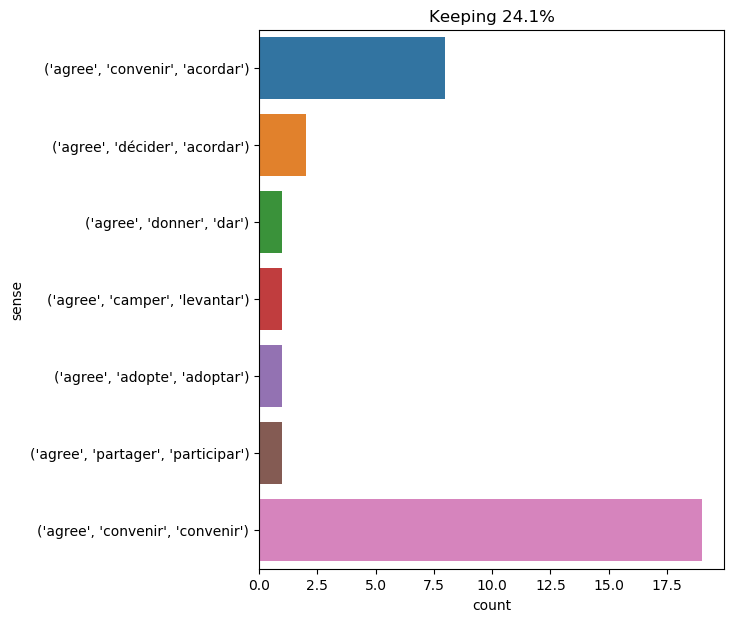 Keeping 24.1%
('agree', 'convenir', 'acordar')
('agree', 'décider', 'acordar')
('agree', 'donner', 'dar')
('agree', 'camper', 'levantar')
('agree', 'adopte', 'adoptar')
('agree', 'partager', 'participar')
('agree', 'convenir', 'convenir')
sense
0.0 2.5 5.0 7.5 10.0 12.5 15.0 17.5
count